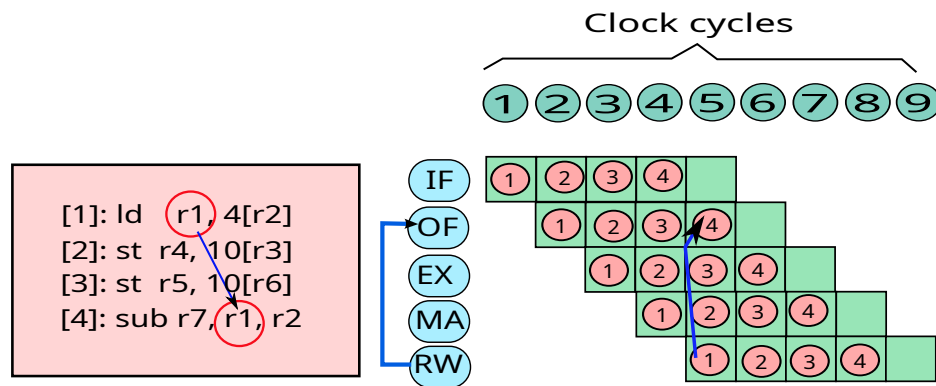 Clock cycles
1 2 3 4 5 6 7 8 9
[1]: ld r1, 4[r2]
[2]: st r4, 10[r3]
[3]: st r5, 10[r6]
[4]: sub r7, r1, r2
IF 1 2 3 4
OF 1 2 3 4
EX 1 2 3 4
MA 1 2 3 4
RW 1 2 3 4